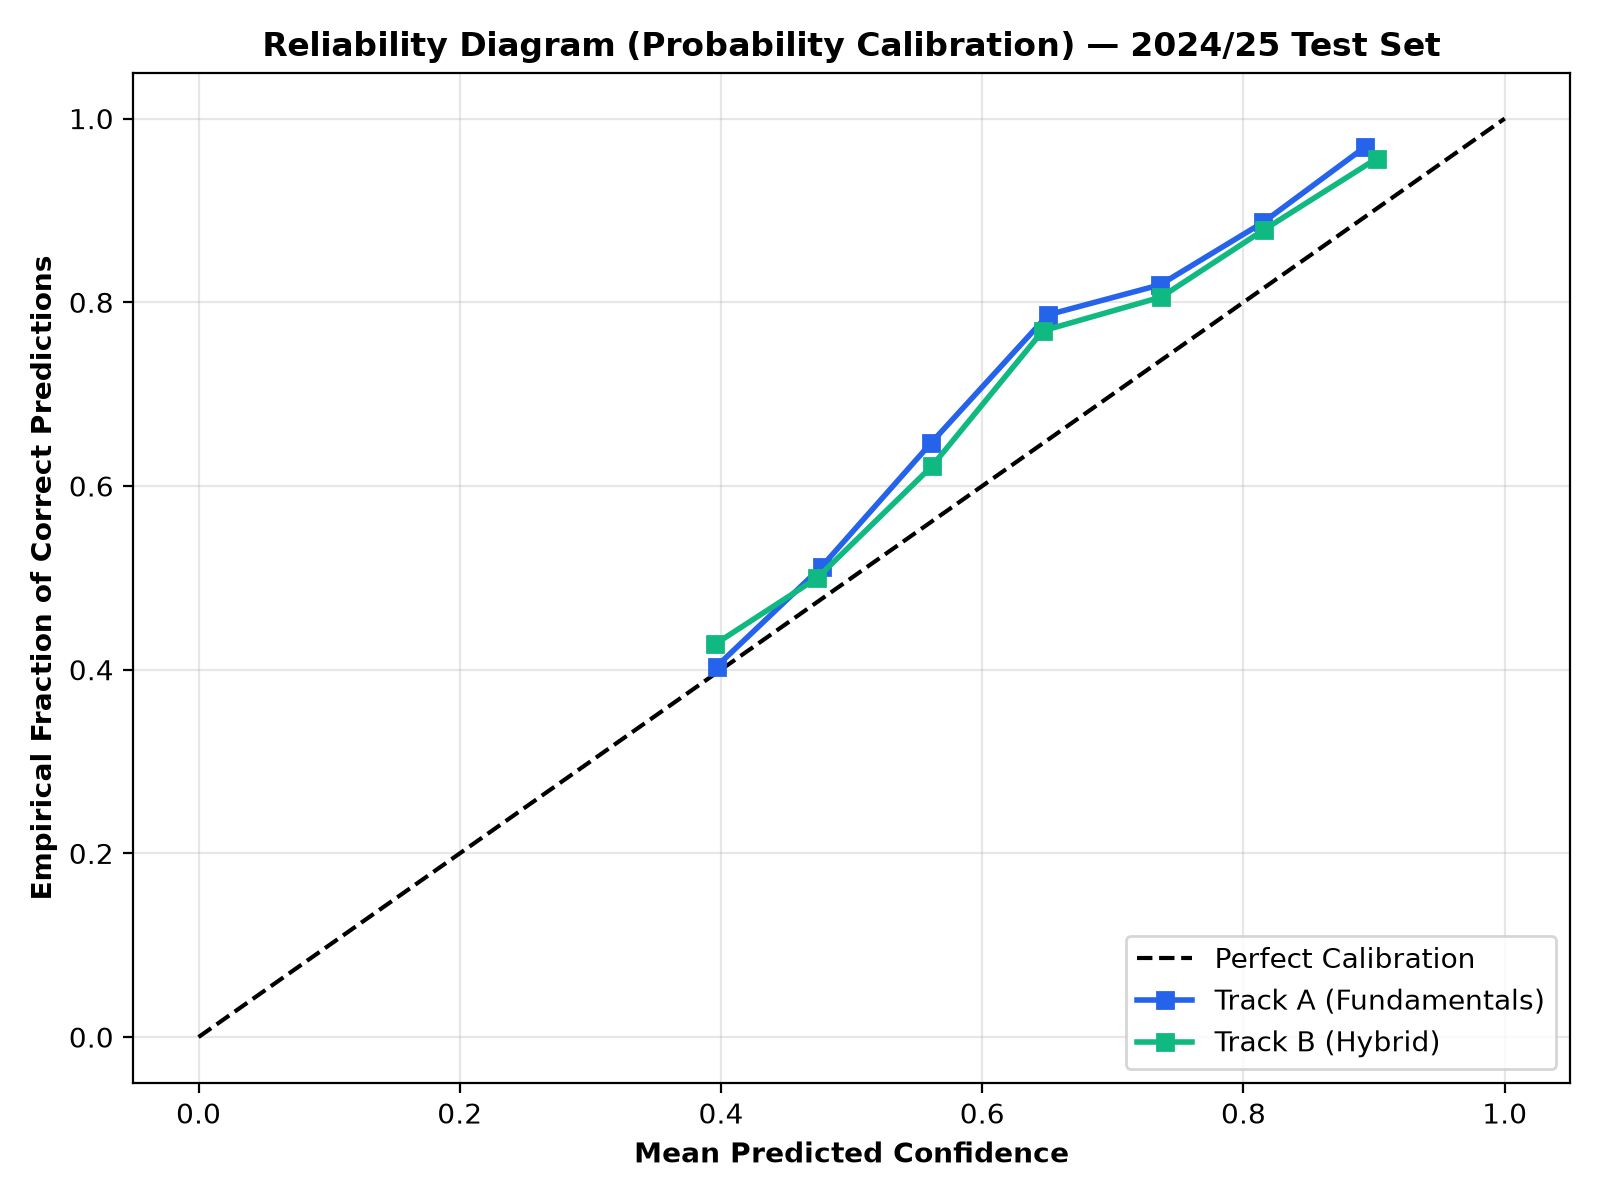 Reliability Diagram (Probability Calibration) — 2024/25 Test Set
Empirical Fraction of Correct Predictions
1.0
0.8
0.6
0.4
0.2
0.0
Perfect Calibration
Track A (Fundamentals)
Track B (Hybrid)
0.0 0.2 0.4 0.6 0.8 1.0
Mean Predicted Confidence